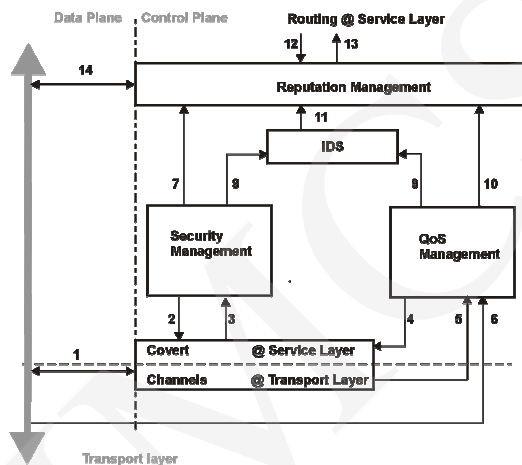 Data Plane Control Plane Routing @ Service Layer
12 13
14
Reputation Management
11
IDS
7 9 9 10
Security
Management
QoS
Management
2 3 4 5 6
1
Covert @ Service Layer
Channels @ Transport Layer
Transport layer